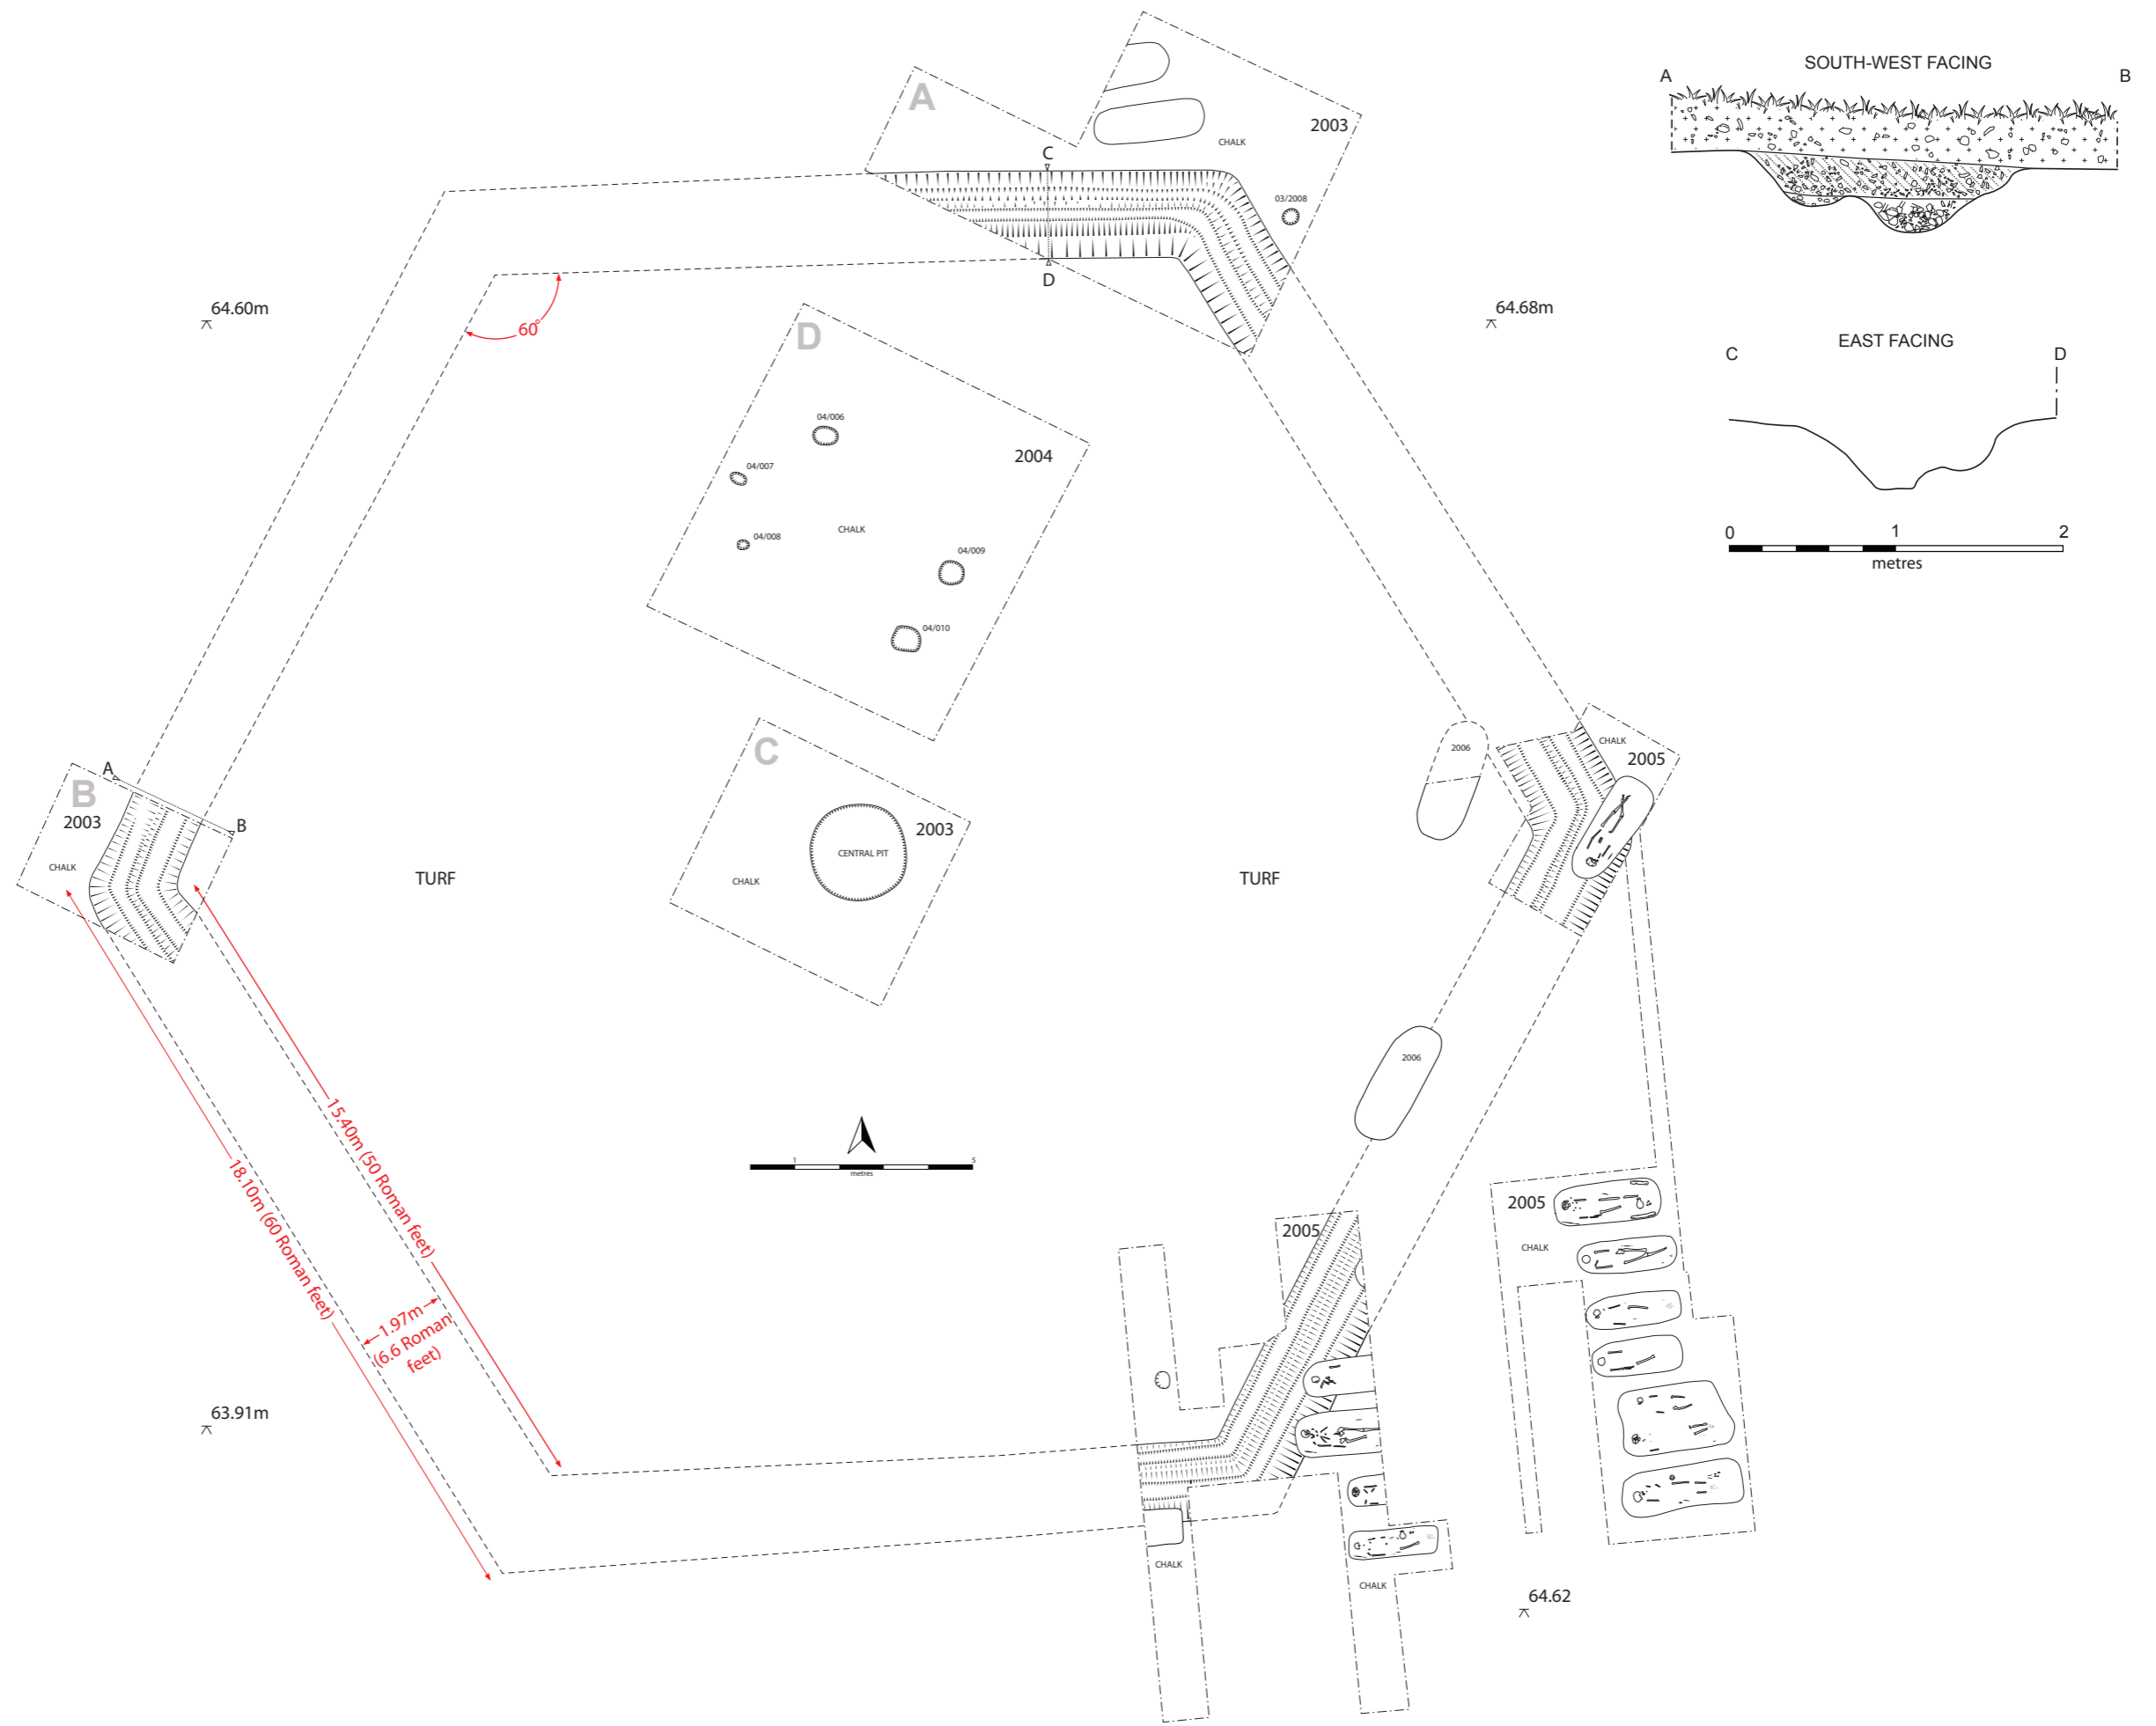 SOUTH-WEST FACING
A
B
A
2003
CHALK
C
03/2008
D
64.60m
64.68m
60°
EAST FACING
C
D
0
1
2
metres
D
04/006
2004
04/007
CHALK
04/008
04/009
04/010
C
2003
CENTRAL PIT
CHALK
A
B
2003
B
CHALK
TURF
TURF
2006
CHALK
2005
2006
15.40m (50 Roman feet)
18.10m (60 Roman feet)
1.97m
(6.6 Roman
feet)
1
5
metres
2005
2005
CHALK
63.91m
CHALK
CHALK
64.62